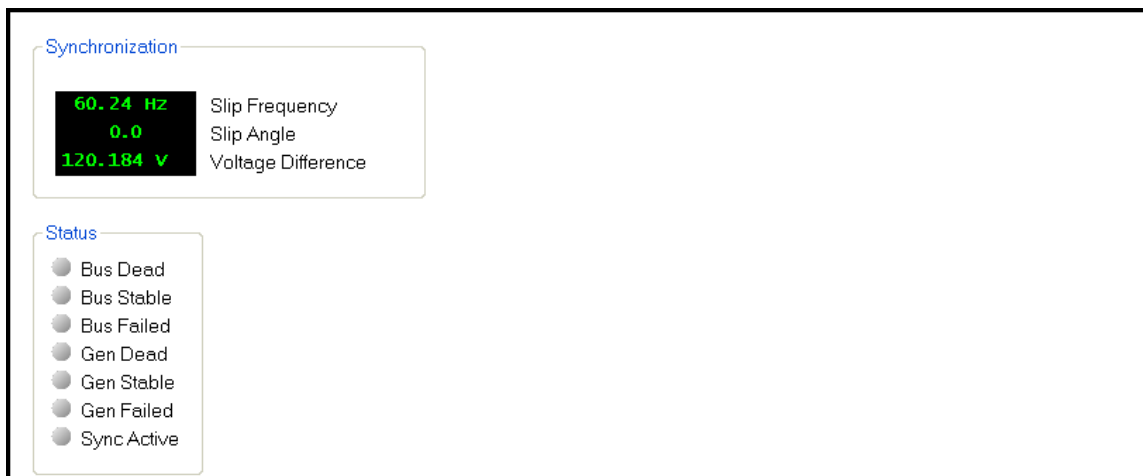 Synchronization
60.24 Hz Slip Frequency
0.0 Slip Angle
120.184 V Voltage Difference
Status
Bus Dead
Bus Stable
Bus Failed
Gen Dead
Gen Stable
Gen Failed
Sync Active